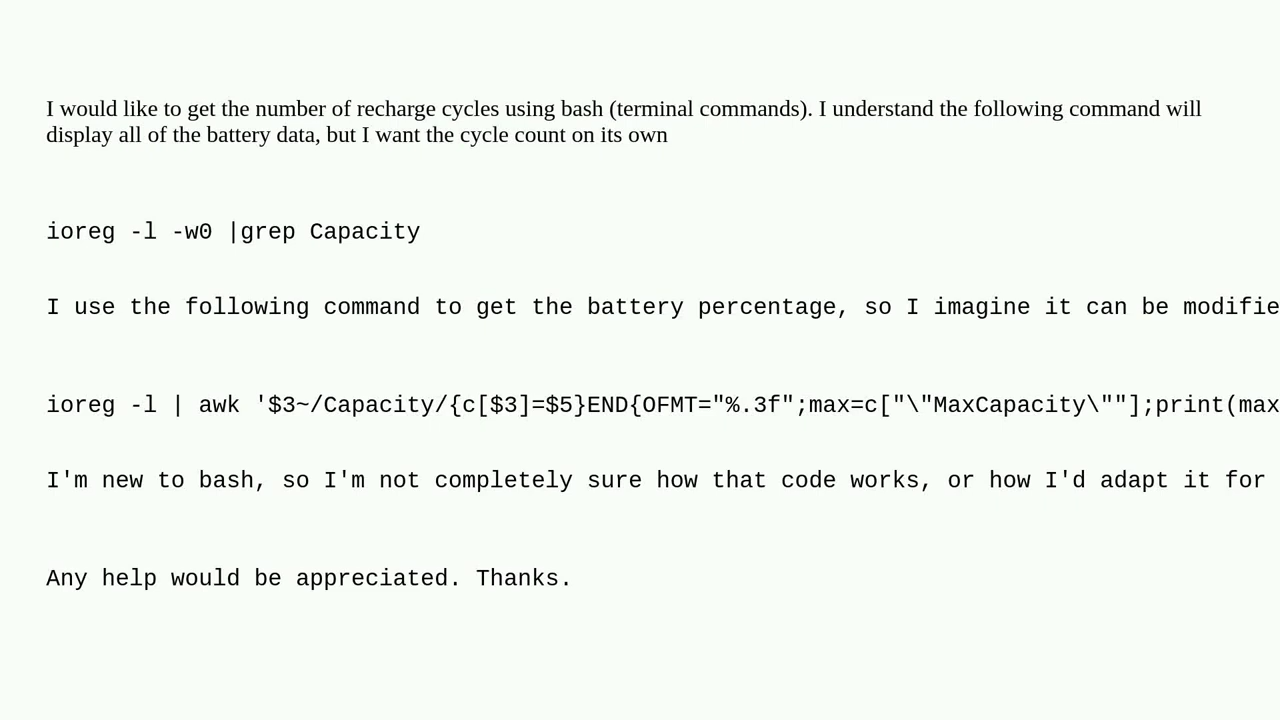 I would like to get the number of recharge cycles using bash (terminal commands). I understand the following command will
display all of the battery data, but I want the cycle count on its own
ioreg -l -w0 |grep Capacity
I use the following command to get the battery percentage, so I imagine it can be modifie
ioreg -l | awk '$3~/Capacity/{c[$3]=$5}END{OFMT="%.3f";max=c["\"MaxCapacity\""];print(max
I'm new to bash, so I'm not completely sure how that code works, or how I'd adapt it for
Any help would be appreciated. Thanks.